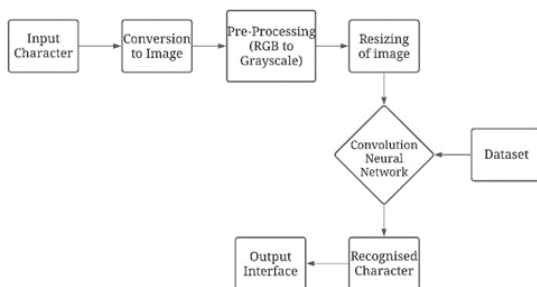 Input
Character
Conversion
to Image
Pre-Processing
(RGB to
Grayscale)
Resizing
of image
Convolution
Neural
Network
Dataset
Output
Interface
Recognised
Character